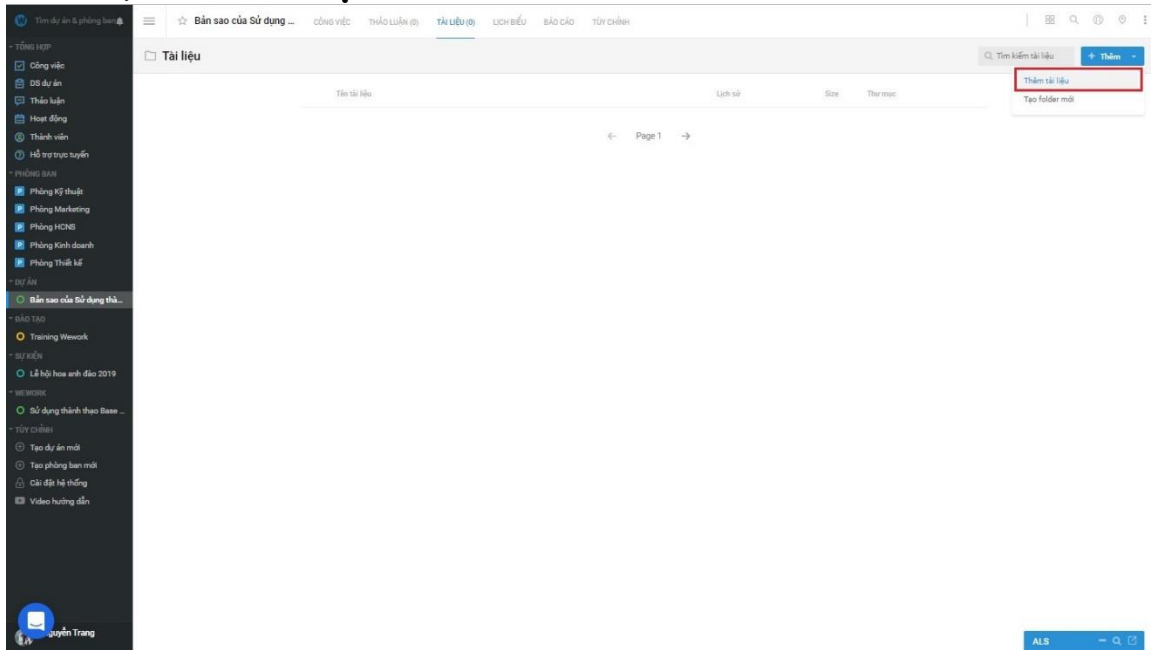 Tìm dự án & phòng ban
Bản sao của Sử dụng ...
CÔNG VIỆC
THẢO LUẬN (0)
TÀI LIỆU (0)
LỊCH BIỂU
BÁO CÁO
TÙY CHỈNH
TỔNG HỢP
Công việc
DS dự án
Thảo luận
Hoạt động
Thành viên
Hỗ trợ trực tuyến
PHÒNG BAN
Phòng Kỹ thuật
Phòng Marketing
Phòng HCNS
Phòng Kinh doanh
Phòng Thiết kế
DỰ ÁN
Bản sao của Sử dụng thà...
ĐÀO TẠO
Training Wework
SỰ KIỆN
Lễ hội hoa anh đào 2019
WEWORK
Sử dụng thành thạo Base ...
TÙY CHỈNH
Tạo dự án mới
Tạo phòng ban mới
Cài đặt hệ thống
Video hướng dẫn
guyễn Trang
Tài liệu
Tìm kiếm tài liệu
+ Thêm
Thêm tài liệu
Tạo folder mới
Tên tài liệu
Lịch sử
Size
Thư mục
← Page 1 →
ALS